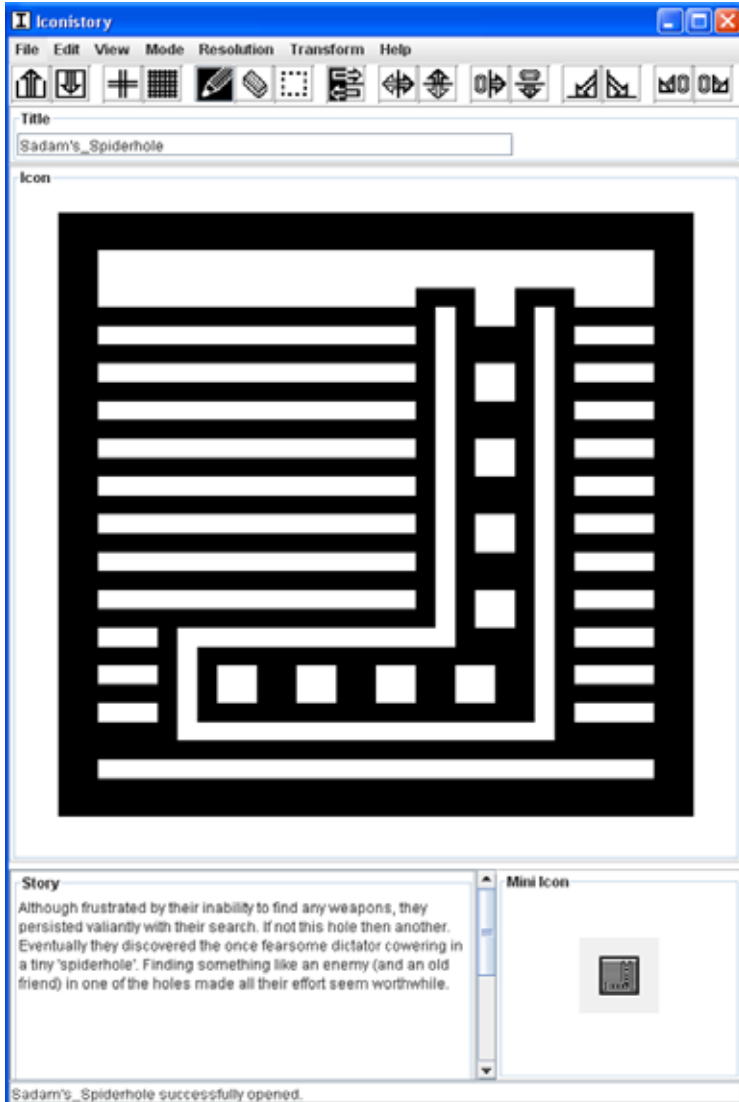 I Iconistory
File Edit View Mode Resolution Transform Help
Title
Sadam's_Spiderhole
Icon
Story
Although frustrated by their inability to find any weapons, they
persisted valiantly with their search. If not this hole then another.
Eventually they discovered the once fearsome dictator cowering in
a tiny 'spiderhole'. Finding something like an enemy (and an old
friend) in one of the holes made all their effort seem worthwhile.
Mini Icon
Sadam's_Spiderhole successfully opened.